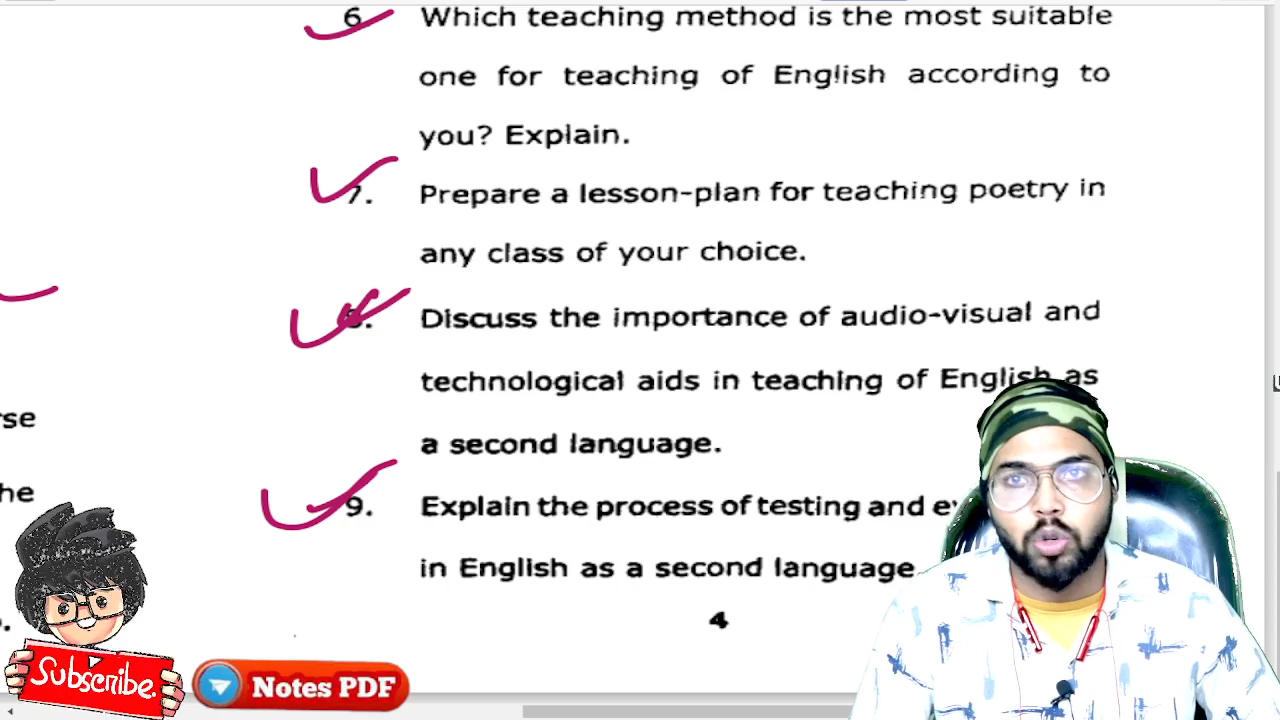 6
Which teaching method is the most suitable
one for teaching of English according to
you? Explain.
7. Prepare a lesson-plan for teaching poetry in
any class of your choice.
8. Discuss the importance of audio-visual and
technological aids in teaching of English as
a second language.
rse
he
9. Explain the process of testing and
in English as a second language
4
Subscribe.
Notes PDF